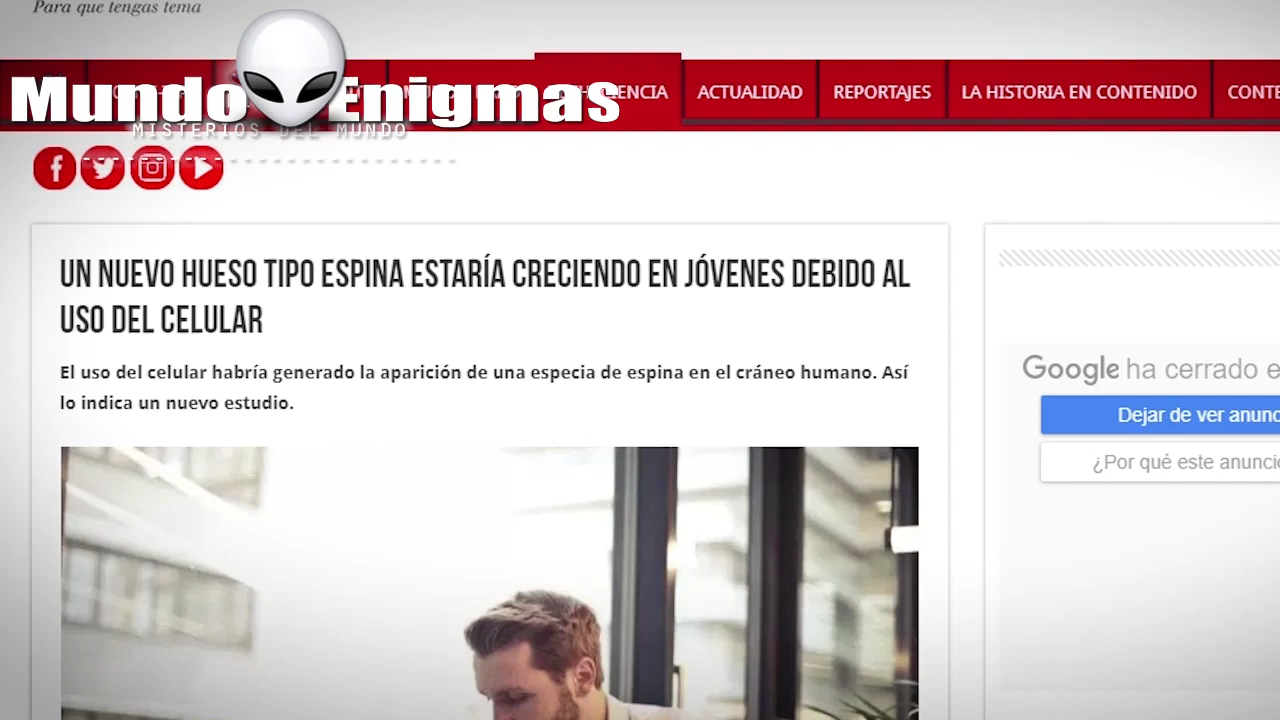 Para que tengas tema
Mundo Enigmas
MISTERIOS DEL MUNDO
ACTUALIDAD
REPORTAJES
LA HISTORIA EN CONTENIDO
CONTE
UN NUEVO HUESO TIPO ESPINA ESTARÍA CRECIENDO EN JÓVENES DEBIDO AL
USO DEL CELULAR
El uso del celular habría generado la aparición de una especia de espina en el cráneo humano. Así
lo indica un nuevo estudio.
Google ha cerrado e
Dejar de ver anunc
¿Por qué este anunci